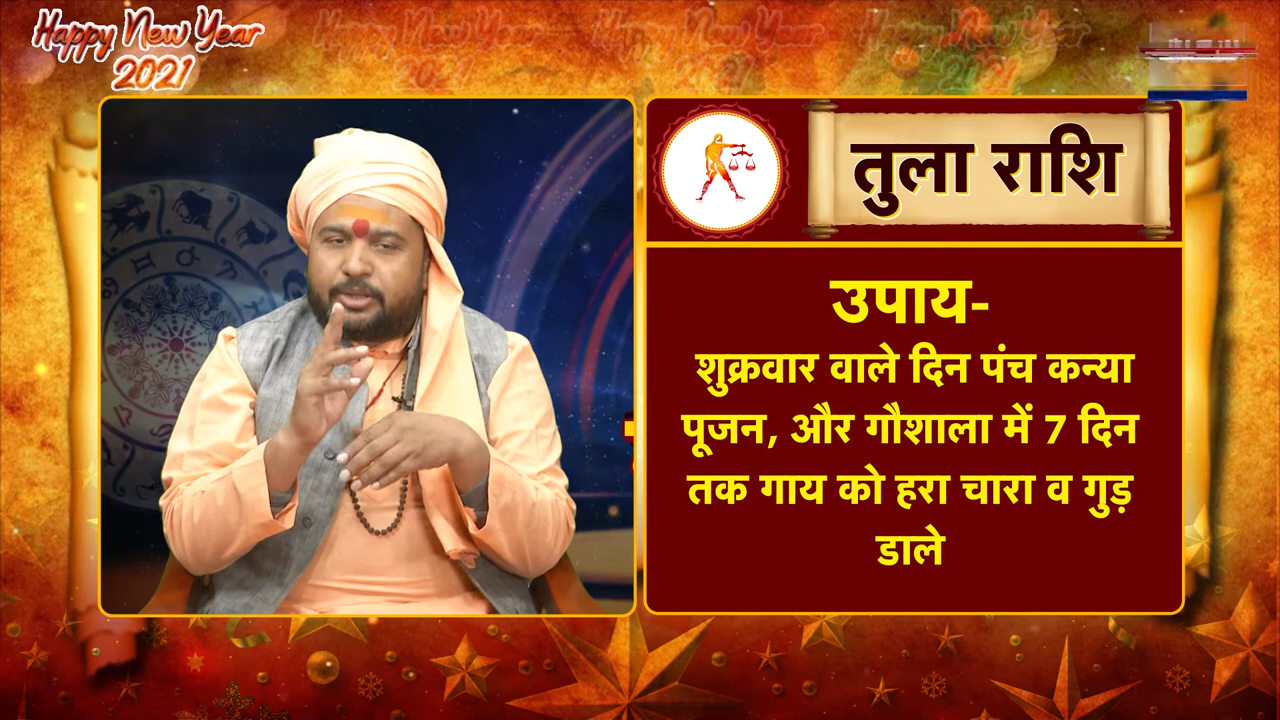 Happy New Year
2021
तुला राशि
उपाय-
शुक्रवार वाले दिन पंच कन्या
पूजन, और गौशाला में 7 दिन
तक गाय को हरा चारा व गुड़
डाले